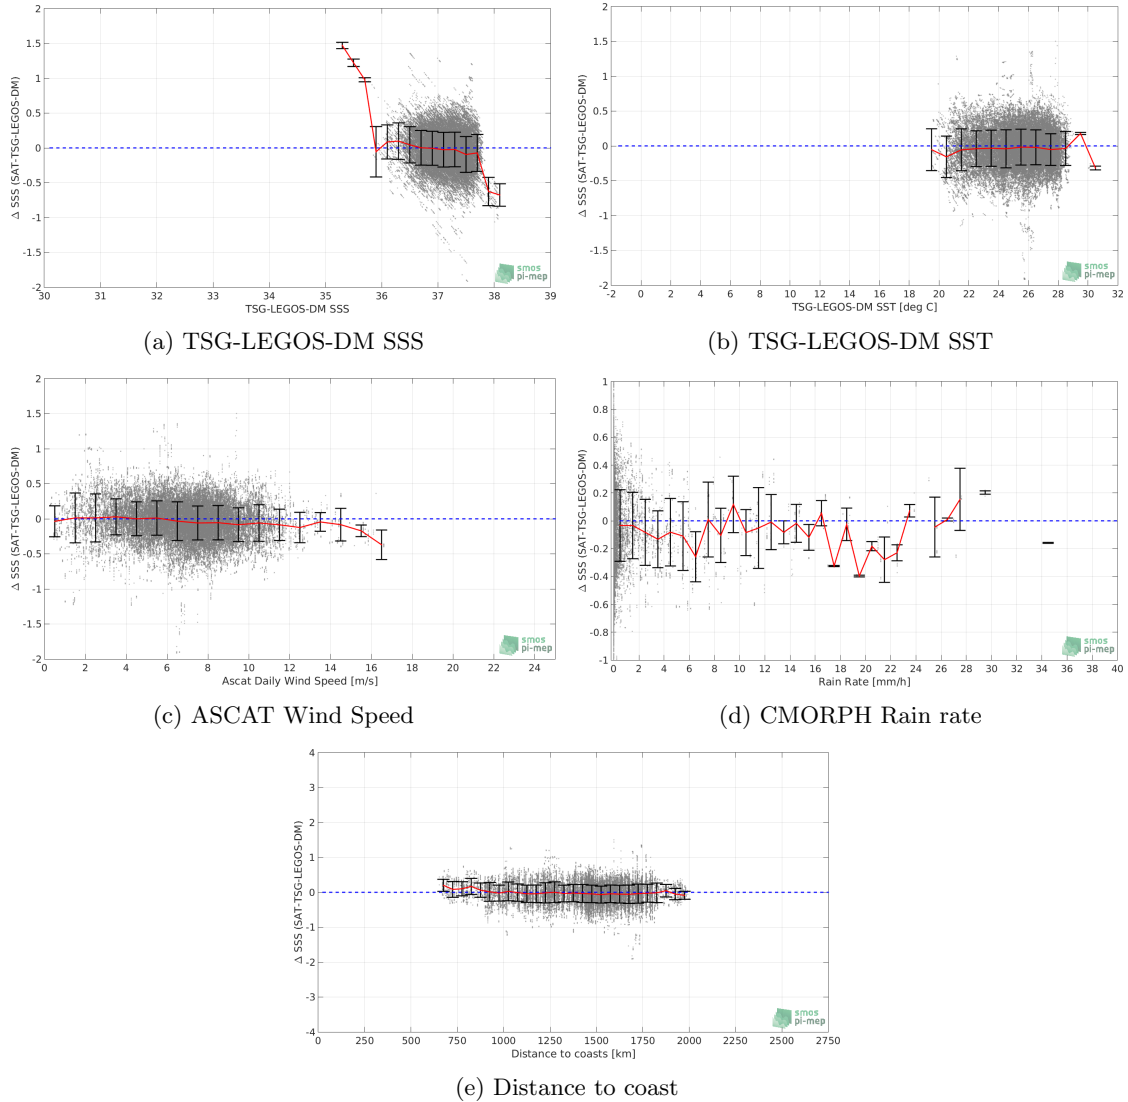 2
1.5
1
0.5
0
-0.5
-1
-1.5
-2
Δ SSS (SAT-TSG-LEGOS-DM)
30 31 32 33 34 35 36 37 38 39
TSG-LEGOS-DM SSS
smos
pi-mep
(a) TSG-LEGOS-DM SSS
2
1.5
1
0.5
0
-0.5
-1
-1.5
-2
Δ SSS (SAT-TSG-LEGOS-DM)
-2 0 2 4 6 8 10 12 14 16 18 20 22 24 26 28 30 32
TSG-LEGOS-DM SST [deg C]
smos
pi-mep
(b) TSG-LEGOS-DM SST
2
1.5
1
0.5
0
-0.5
-1
-1.5
-2
Δ SSS (SAT-TSG-LEGOS-DM)
0 2 4 6 8 10 12 14 16 18 20 22 24
Ascat Daily Wind Speed [m/s]
smos
pi-mep
(c) ASCAT Wind Speed
1
0.8
0.6
0.4
0.2
0
-0.2
-0.4
-0.6
-0.8
-1
Δ SSS (SAT-TSG-LEGOS-DM)
0 2 4 6 8 10 12 14 16 18 20 22 24 26 28 30 32 34 36 38 40
Rain Rate [mm/h]
smos
pi-mep
(d) CMORPH Rain rate
4
3
2
1
0
-1
-2
-3
-4
Δ SSS (SAT-TSG-LEGOS-DM)
0 250 500 750 1000 1250 1500 1750 2000 2250 2500 2750
Distance to coasts [km]
smos
pi-mep
(e) Distance to coast